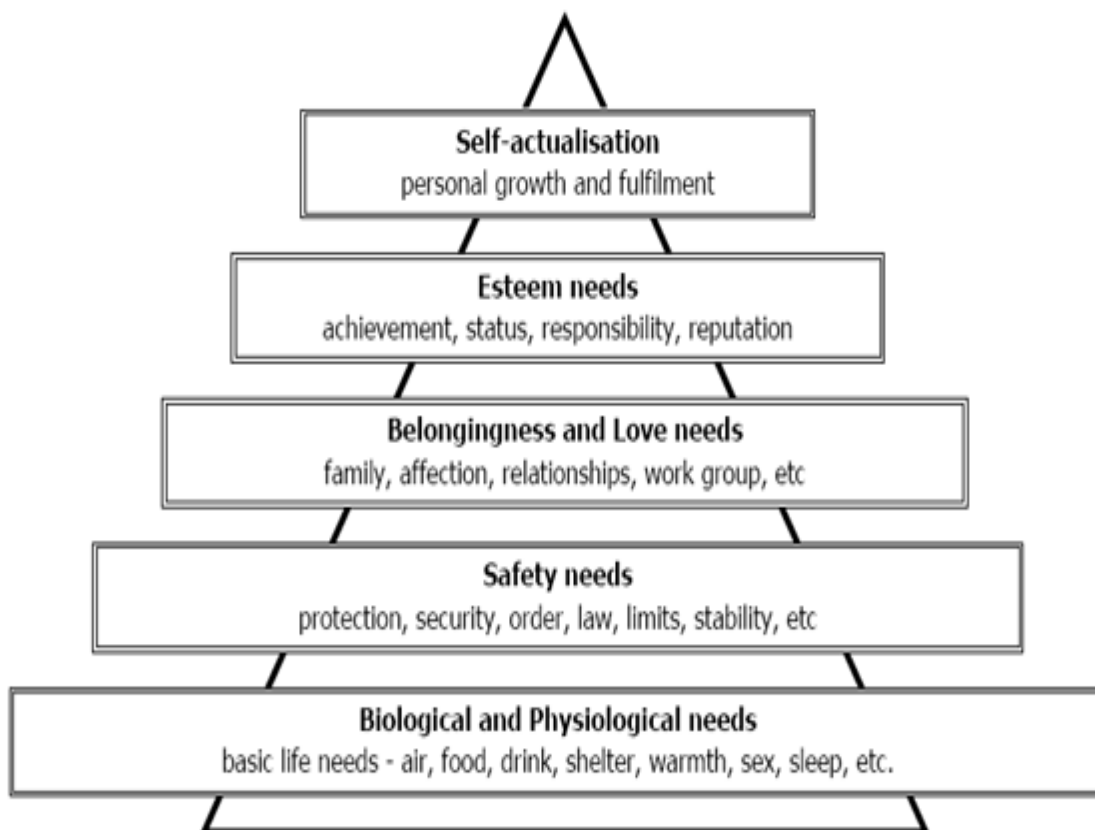 Self-actualisation
personal growth and fulfilment
Esteem needs
achievement, status, responsibility, reputation
Belongingness and Love needs
family, affection, relationships, work group, etc
Safety needs
protection, security, order, law, limits, stability, etc
Biological and Physiological needs
basic life needs - air, food, drink, shelter, warmth, sex, sleep, etc.